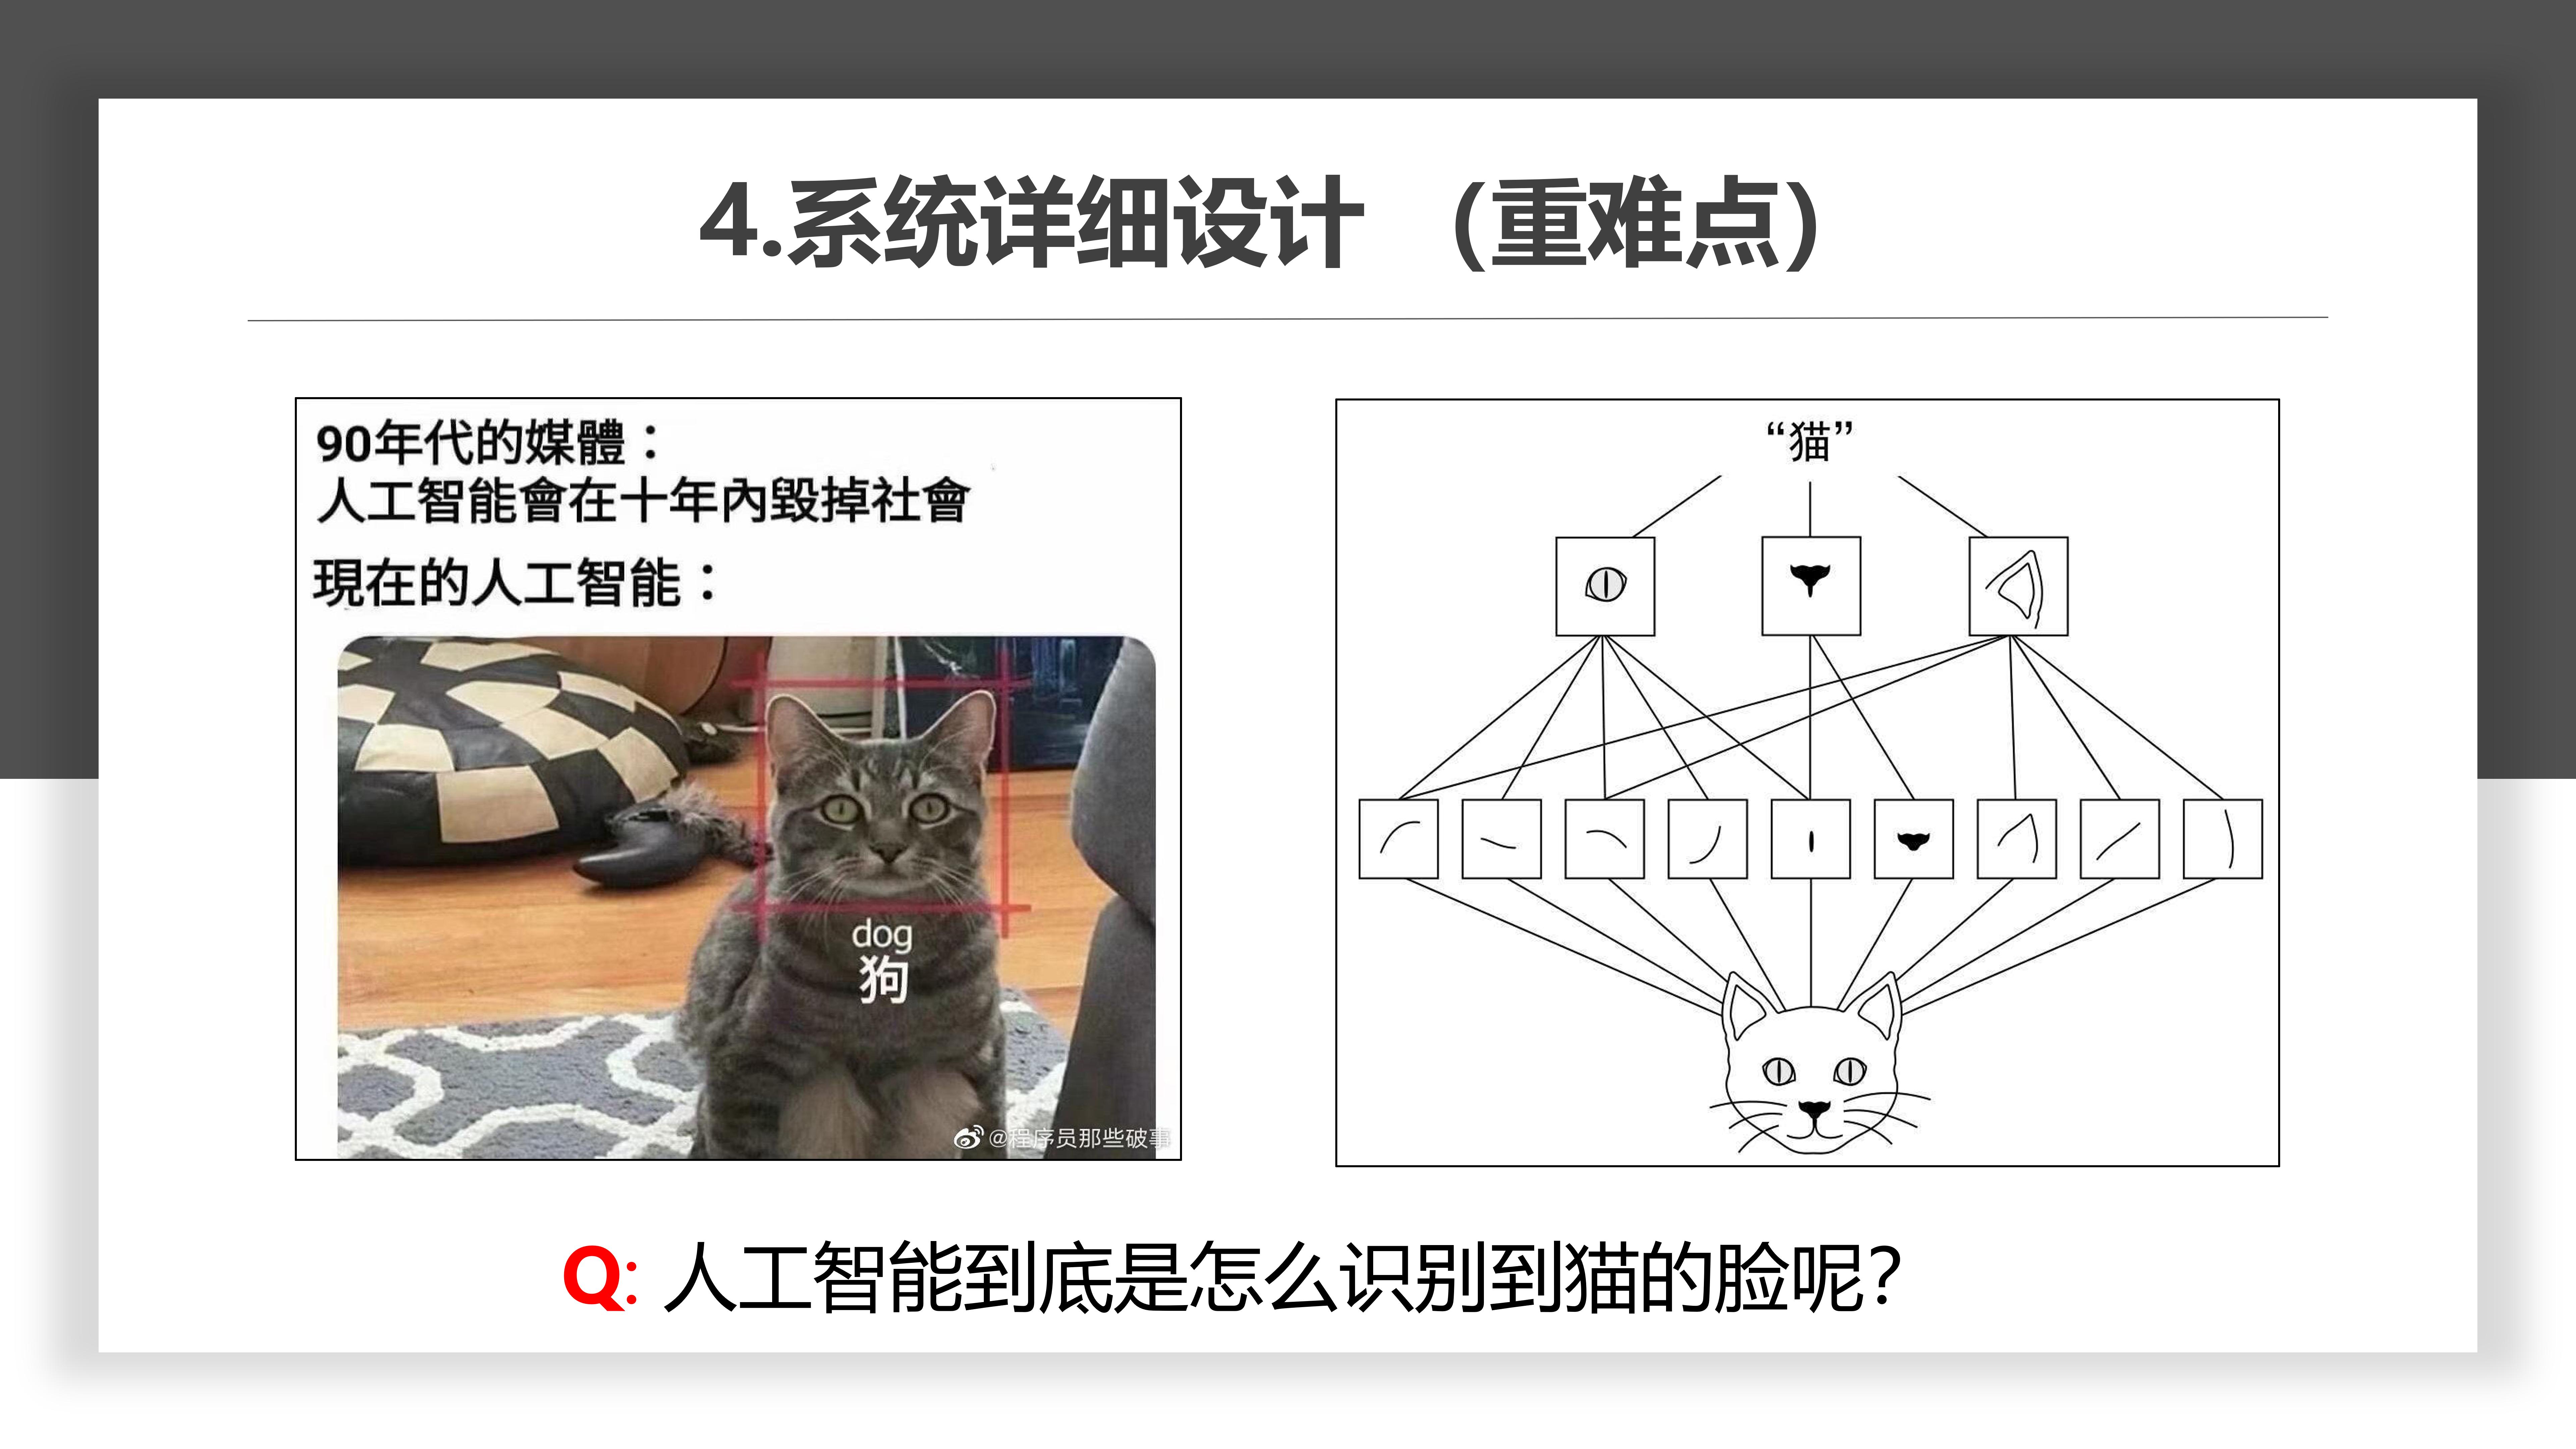 4.系统详细设计 （重难点）
90年代的媒體：
人工智能會在十年內毀掉社會
現在的人工智能：
dog
狗
@程序员那些破事
“猫”
Q: 人工智能到底是怎么识别到猫的脸呢？